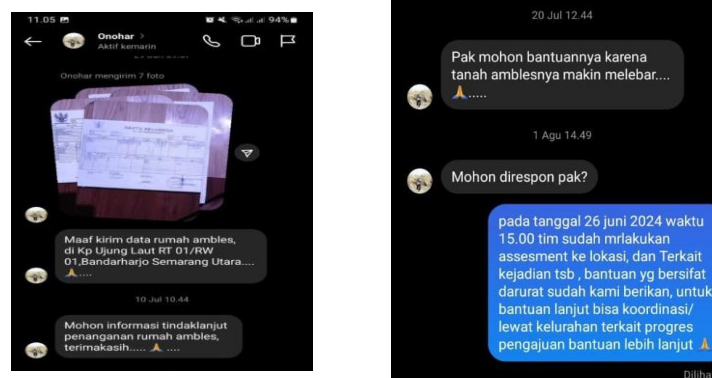 11.05
94%
Onohar >
Aktif kemarin
Onohar mengirim 7 foto
KARTU KELUARGA
Maaf kirim data rumah ambles,
di Kp Ujung Laut RT 01/RW
01,Bandarharjo Semarang Utara....
🙏....
10 Jul 10.44
Mohon informasi tindaklanjut
penanganan rumah ambles,
terimakasih..... 🙏 ....
20 Jul 12.44
Pak mohon bantuannya karena
tanah amblesnya makin melebar....
🙏.....
1 Agu 14.49
Mohon direspon pak?
pada tanggal 26 juni 2024 waktu
15.00 tim sudah mrlakukan
assesment ke lokasi, dan Terkait
kejadian tsb , bantuan yg bersifat
darurat sudah kami berikan, untuk
bantuan lanjut bisa koordinasi/
lewat kelurahan terkait progres
pengajuan bantuan lebih lanjut 🙏
Diliha